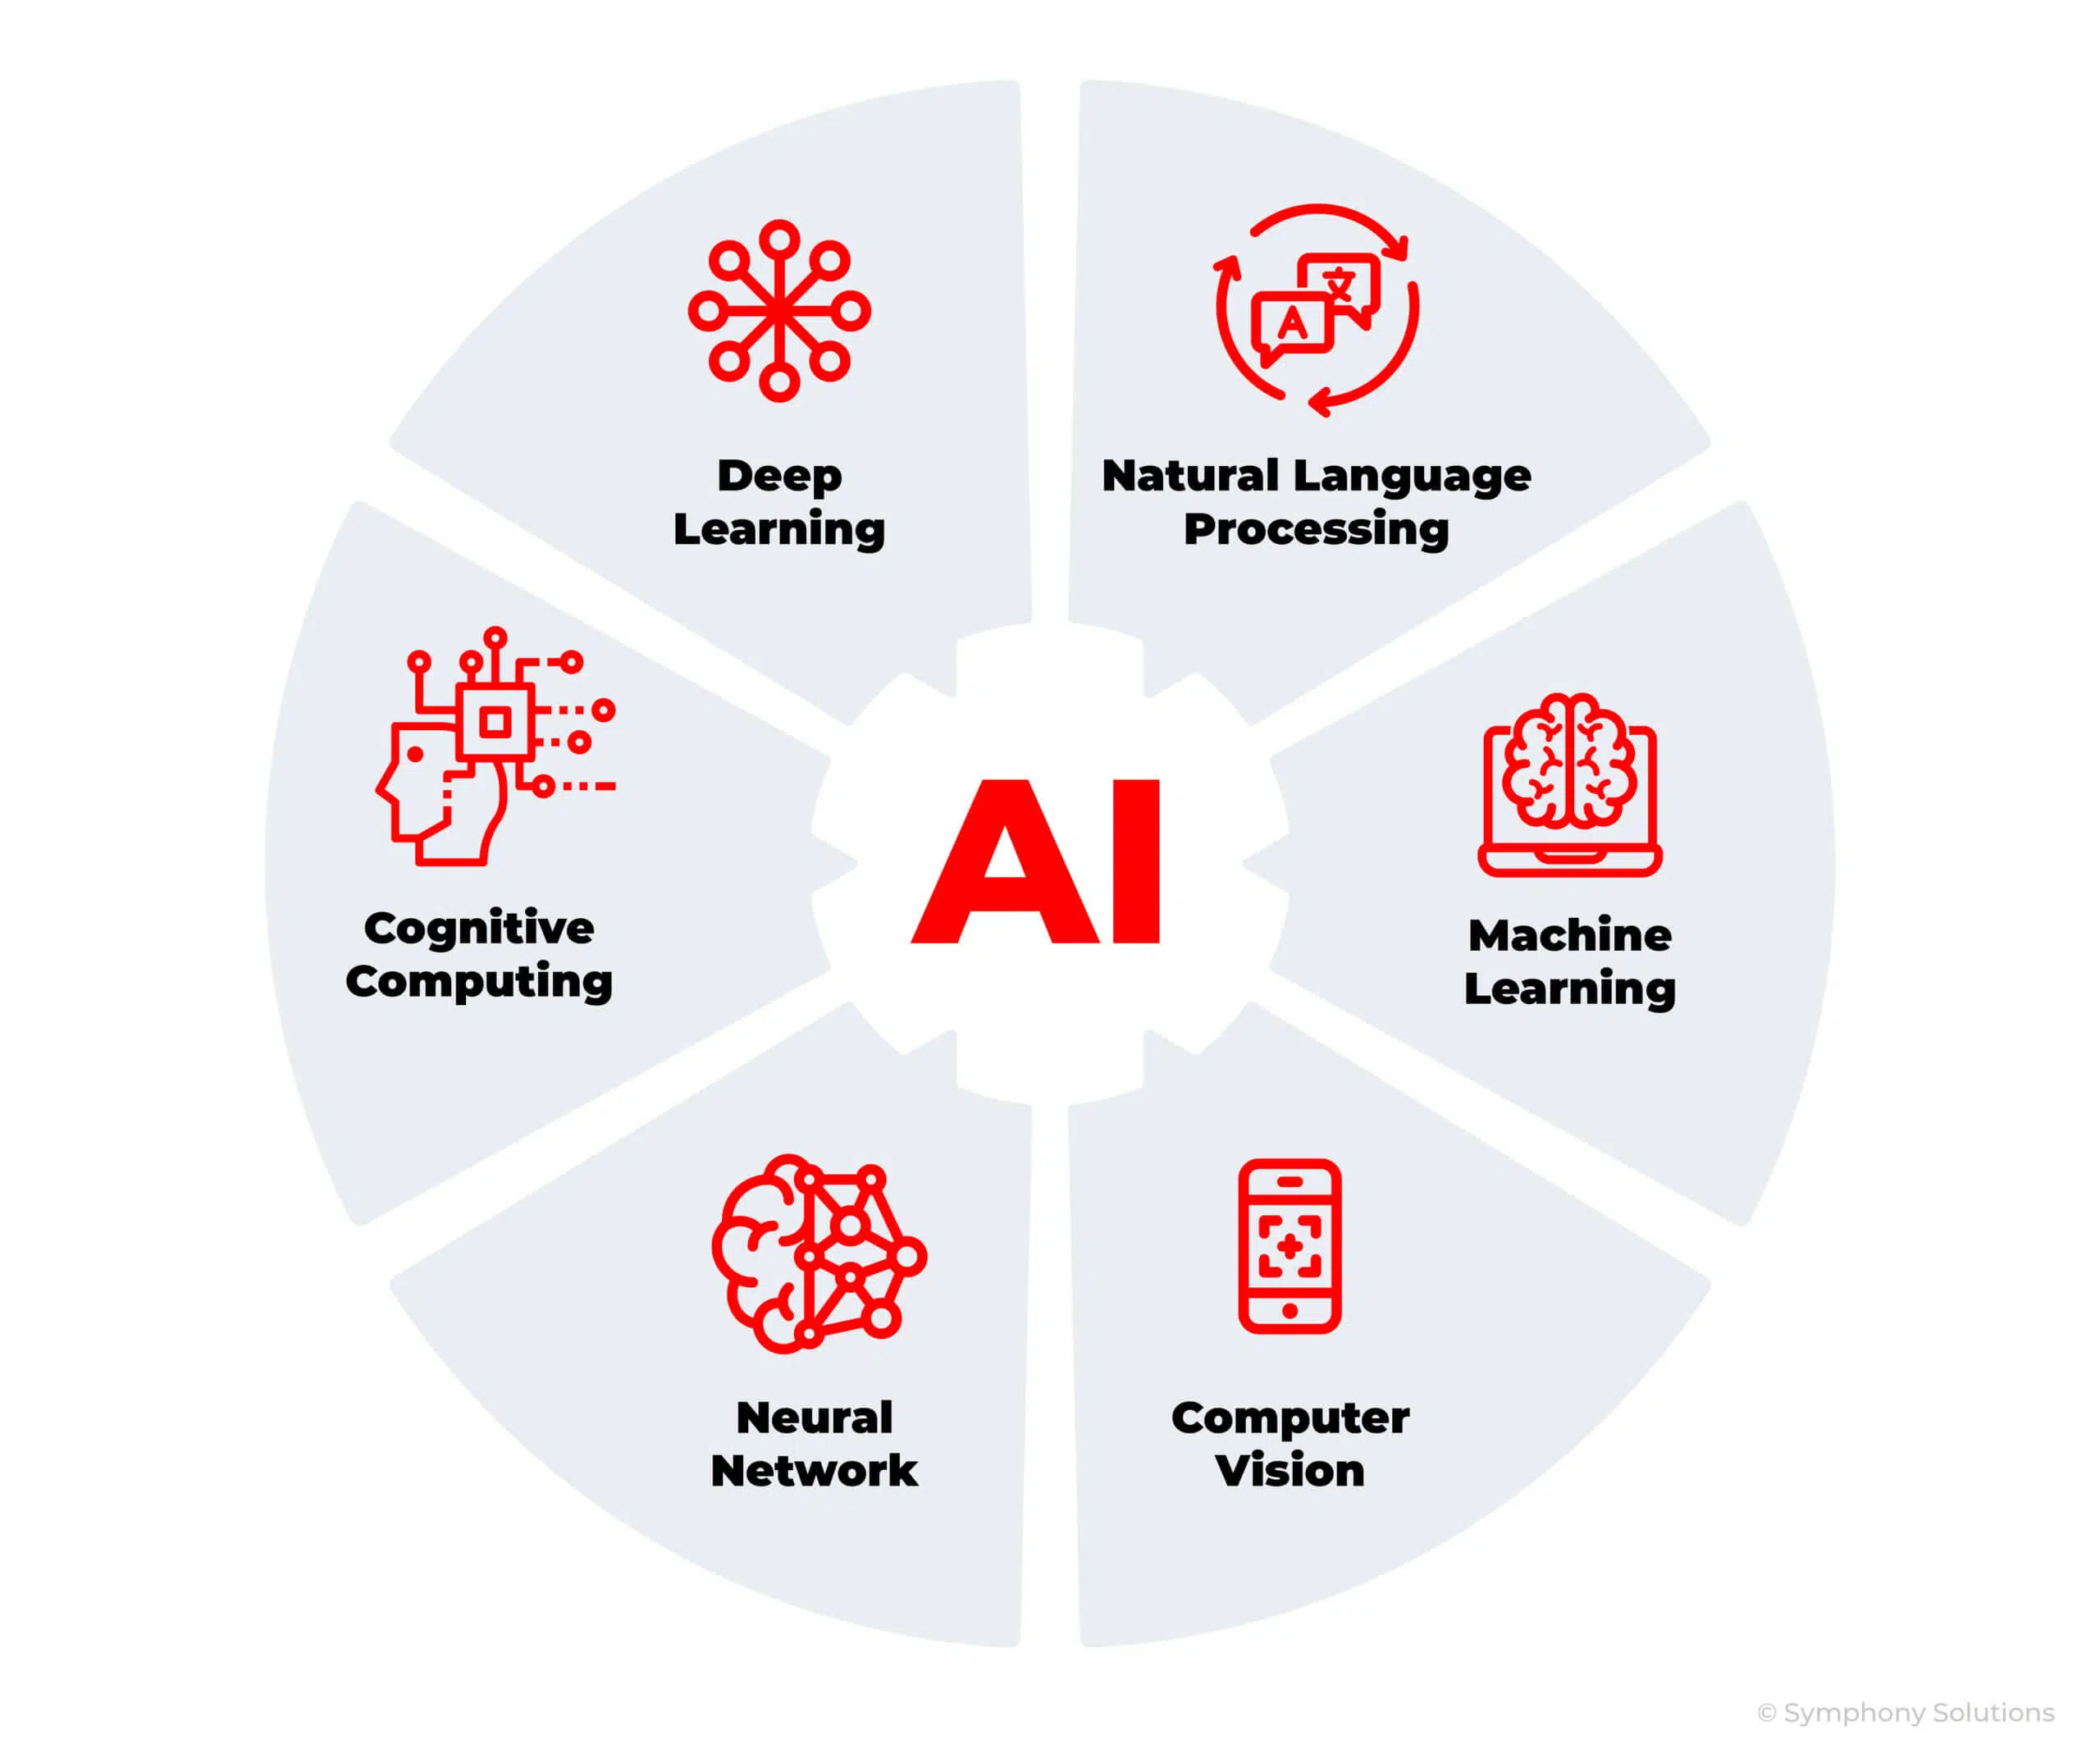 Deep
Learning
Natural Language
Processing
A
文
Cognitive
Computing
AI
Machine
Learning
Neural
Network
Computer
Vision
© Symphony Solutions